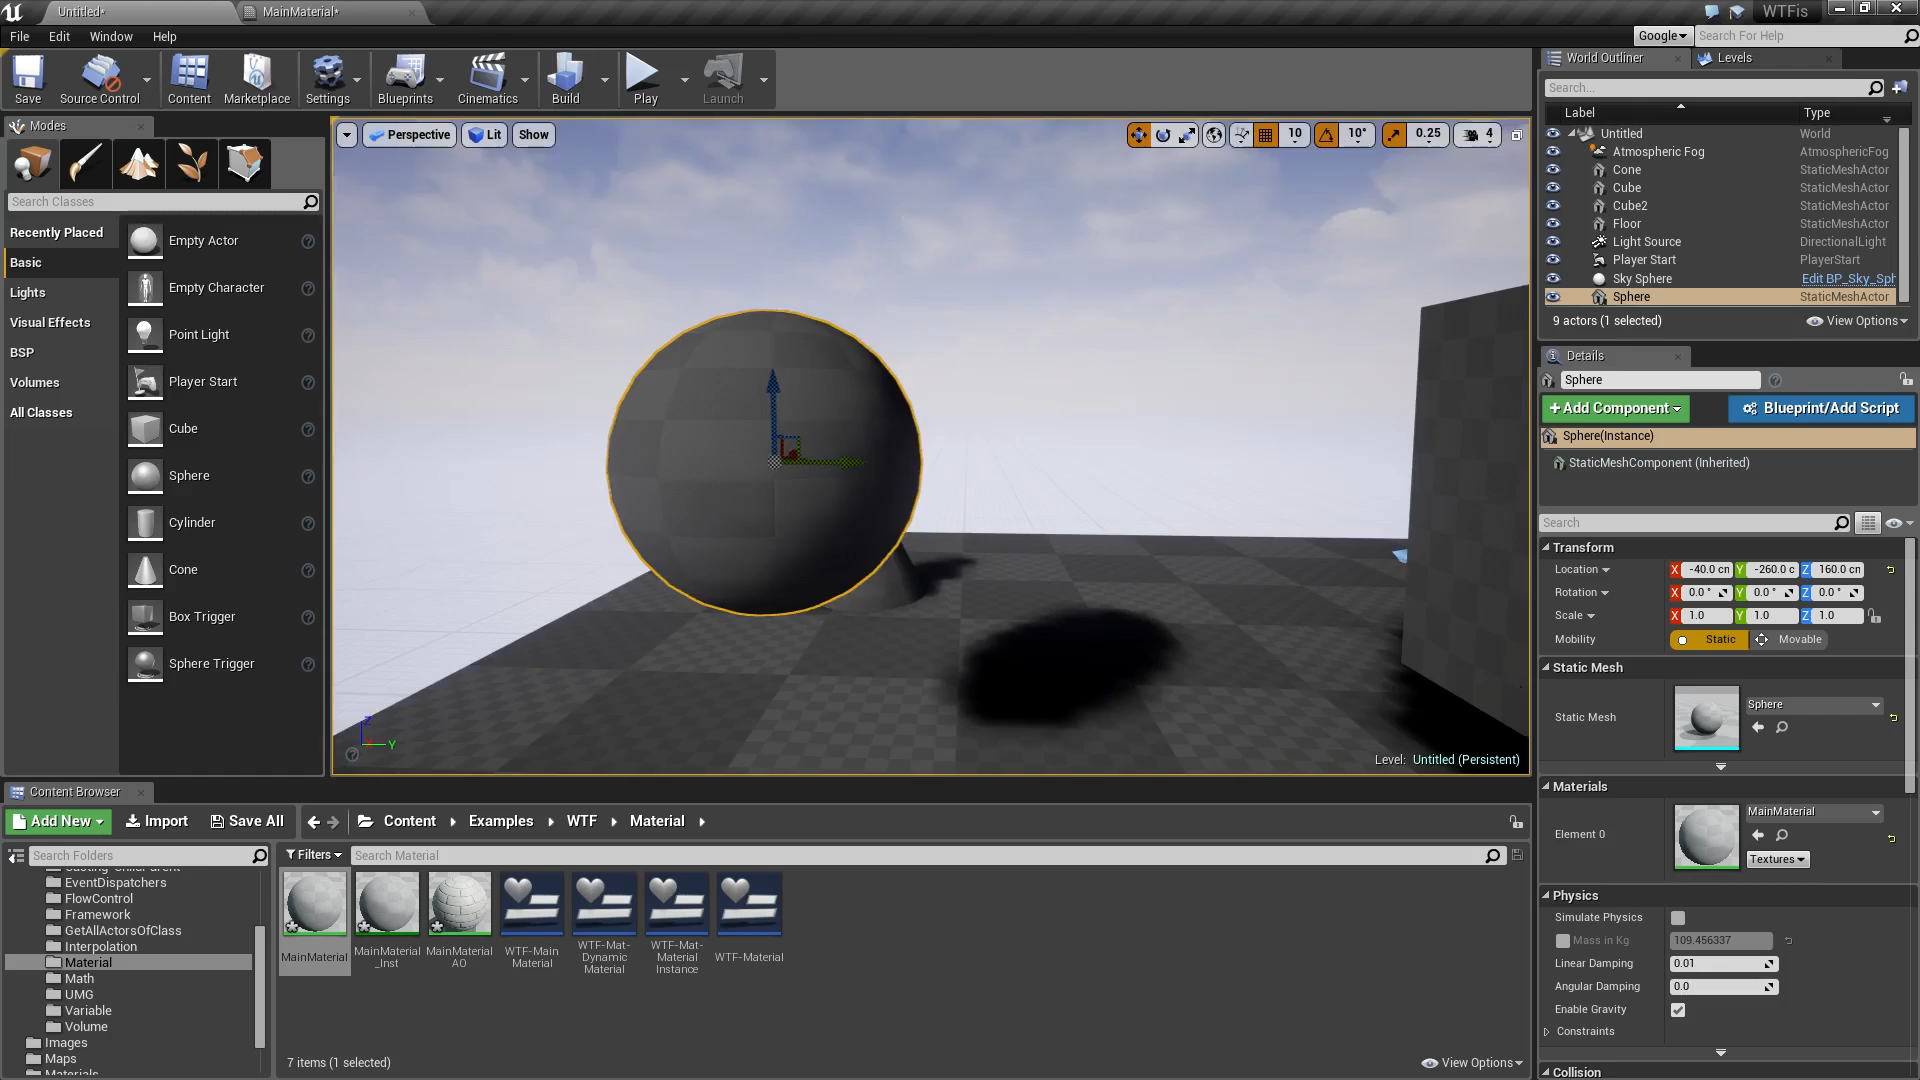 Untitled*
MainMaterial*
WTFis
File Edit Window Help
Google
Search For Help
Save
Source Control
Content
Marketplace
Settings
Blueprints
Cinematics
Build
Play
Launch
Modes
Search Classes
Recently Placed
Basic
Lights
Visual Effects
BSP
Volumes
All Classes
Empty Actor
Empty Character
Point Light
Player Start
Cube
Sphere
Cylinder
Cone
Box Trigger
Sphere Trigger
Perspective
Lit
Show
10
10°
0.25
4
Z
Y
Level: Untitled (Persistent)
World Outliner
Levels
Search...
Label Type
Untitled World
Atmospheric Fog AtmosphericFog
Cone StaticMeshActor
Cube StaticMeshActor
Cube2 StaticMeshActor
Floor StaticMeshActor
Light Source DirectionalLight
Player Start PlayerStart
Sky Sphere Edit BP_Sky_Sph
Sphere StaticMeshActor
9 actors (1 selected)
View Options
Details
Sphere
+Add Component
Blueprint/Add Script
Sphere(Instance)
StaticMeshComponent (Inherited)
Search
Transform
Location X -40.0 cm Y -260.0 c Z 160.0 cm
Rotation X 0.0 ° Y 0.0 ° Z 0.0 °
Scale X 1.0 Y 1.0 Z 1.0
Mobility Static Movable
Static Mesh
Static Mesh
Sphere
Materials
Element 0
MainMaterial
Textures
Physics
Simulate Physics
Mass in Kg 109.456337
Linear Damping 0.01
Angular Damping 0.0
Enable Gravity
Constraints
Collision
Content Browser
Add New
Import
Save All
Content
Examples
WTF
Material
Search Folders
EventDispatchers
FlowControl
Framework
GetAllActorsOfClass
Interpolation
Material
Math
UMG
Variable
Volume
Images
Maps
Materials
Filters
Search Material
MainMaterial
MainMaterial
_Inst
MainMaterial
AO
WTF-Main
Material
WTF-Mat-
Dynamic
Material
WTF-Mat-
Material
Instance
WTF-Material
7 items (1 selected)
View Options